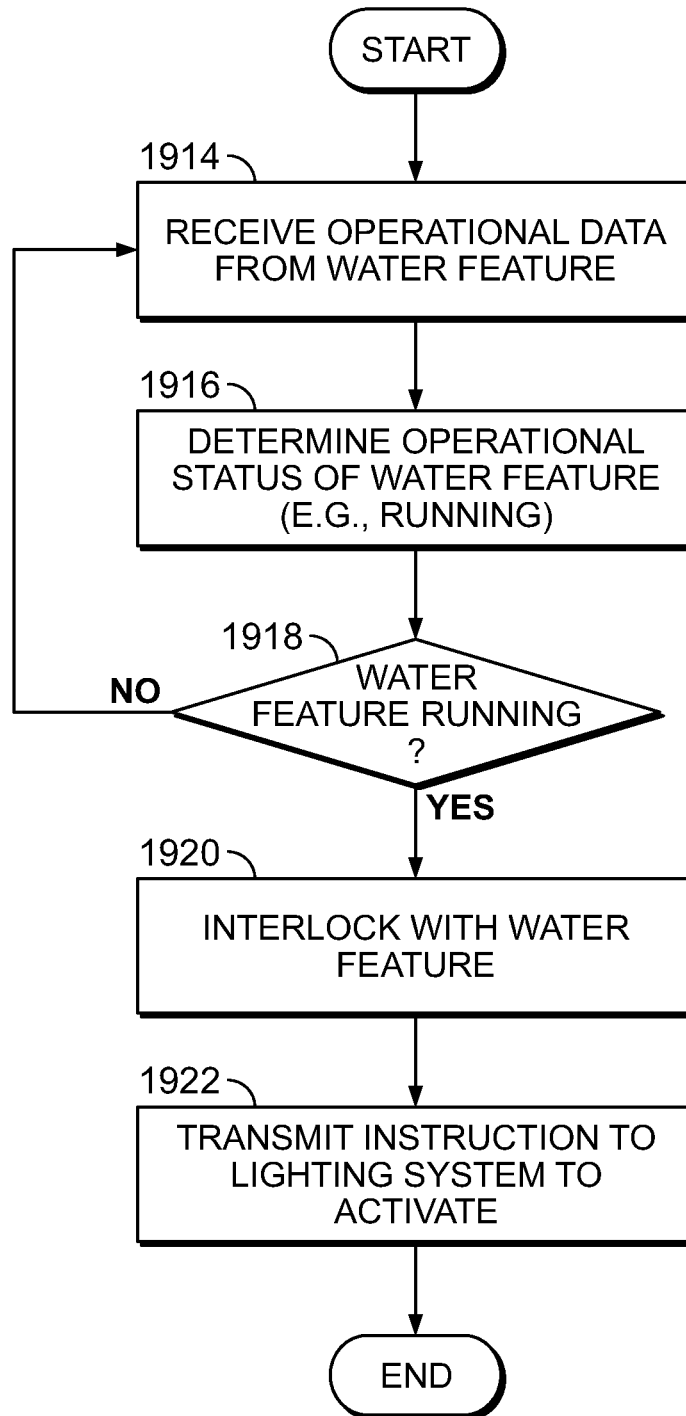 START
1914
RECEIVE OPERATIONAL DATA
FROM WATER FEATURE
1916
DETERMINE OPERATIONAL
STATUS OF WATER FEATURE
(E.G., RUNNING)
1918
WATER
FEATURE RUNNING
?
NO
YES
1920
INTERLOCK WITH WATER
FEATURE
1922
TRANSMIT INSTRUCTION TO
LIGHTING SYSTEM TO
ACTIVATE
END